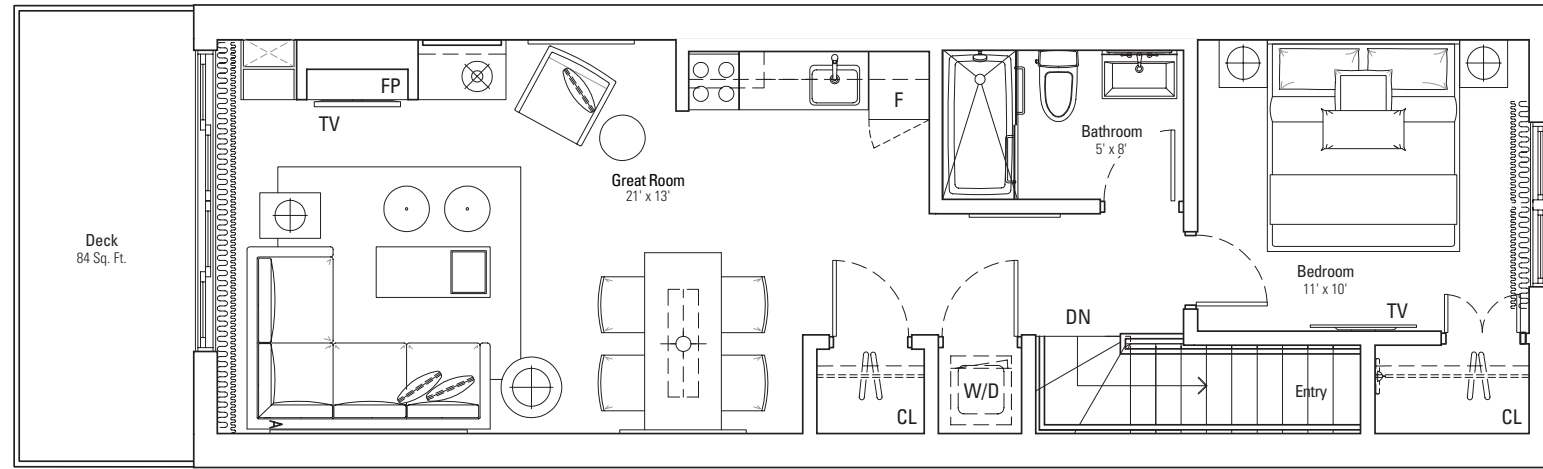 Deck
84 Sq. Ft.
FP
TV
Great Room
21' x 13'
F
Bathroom
5' x 8'
Bedroom
11' x 10'
TV
DN
W/D
CL
Entry
CL